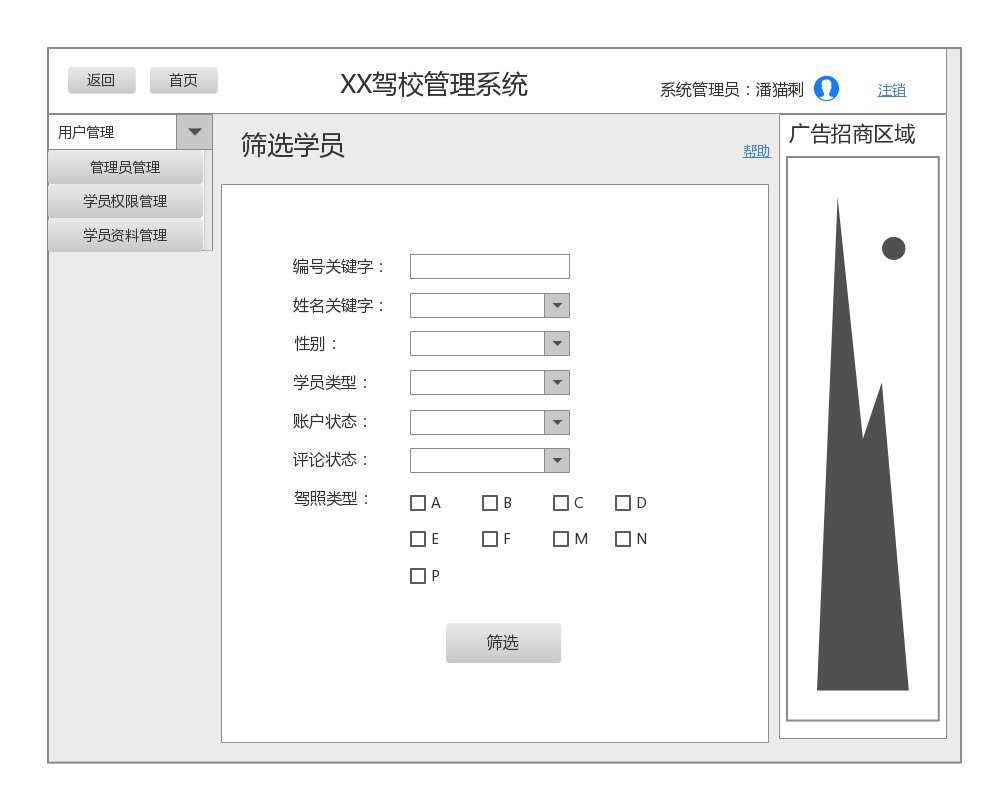 返回 首页 XX驾校管理系统 系统管理员：潘猫剩 注销
用户管理
管理员管理
学员权限管理
学员资料管理
筛选学员
帮助
编号关键字：
姓名关键字：
性别：
学员类型：
账户状态：
评论状态：
驾照类型： A B C D
E F M N
P
筛选
广告招商区域